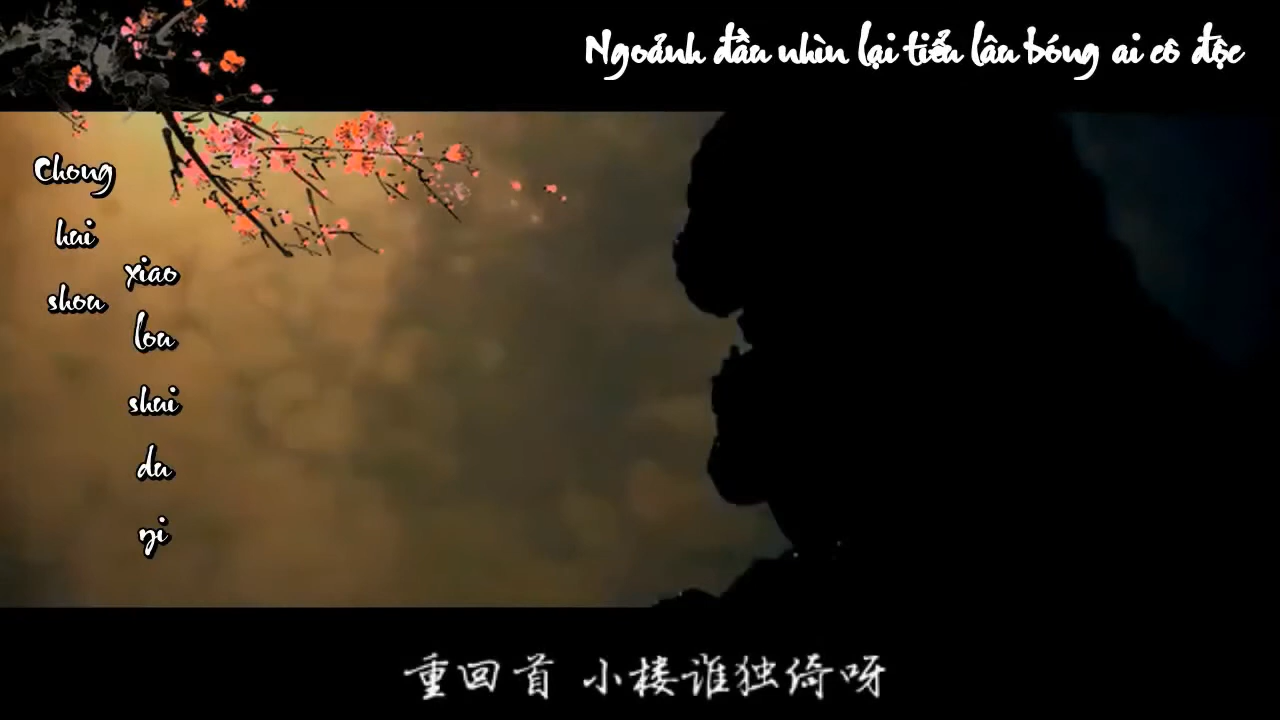 Ngoảnh đầu nhìn lại tiểu lâu bóng ai cô độc
Chong hui shou
xiao lou shui du yi
重回首 小楼谁独倚呀